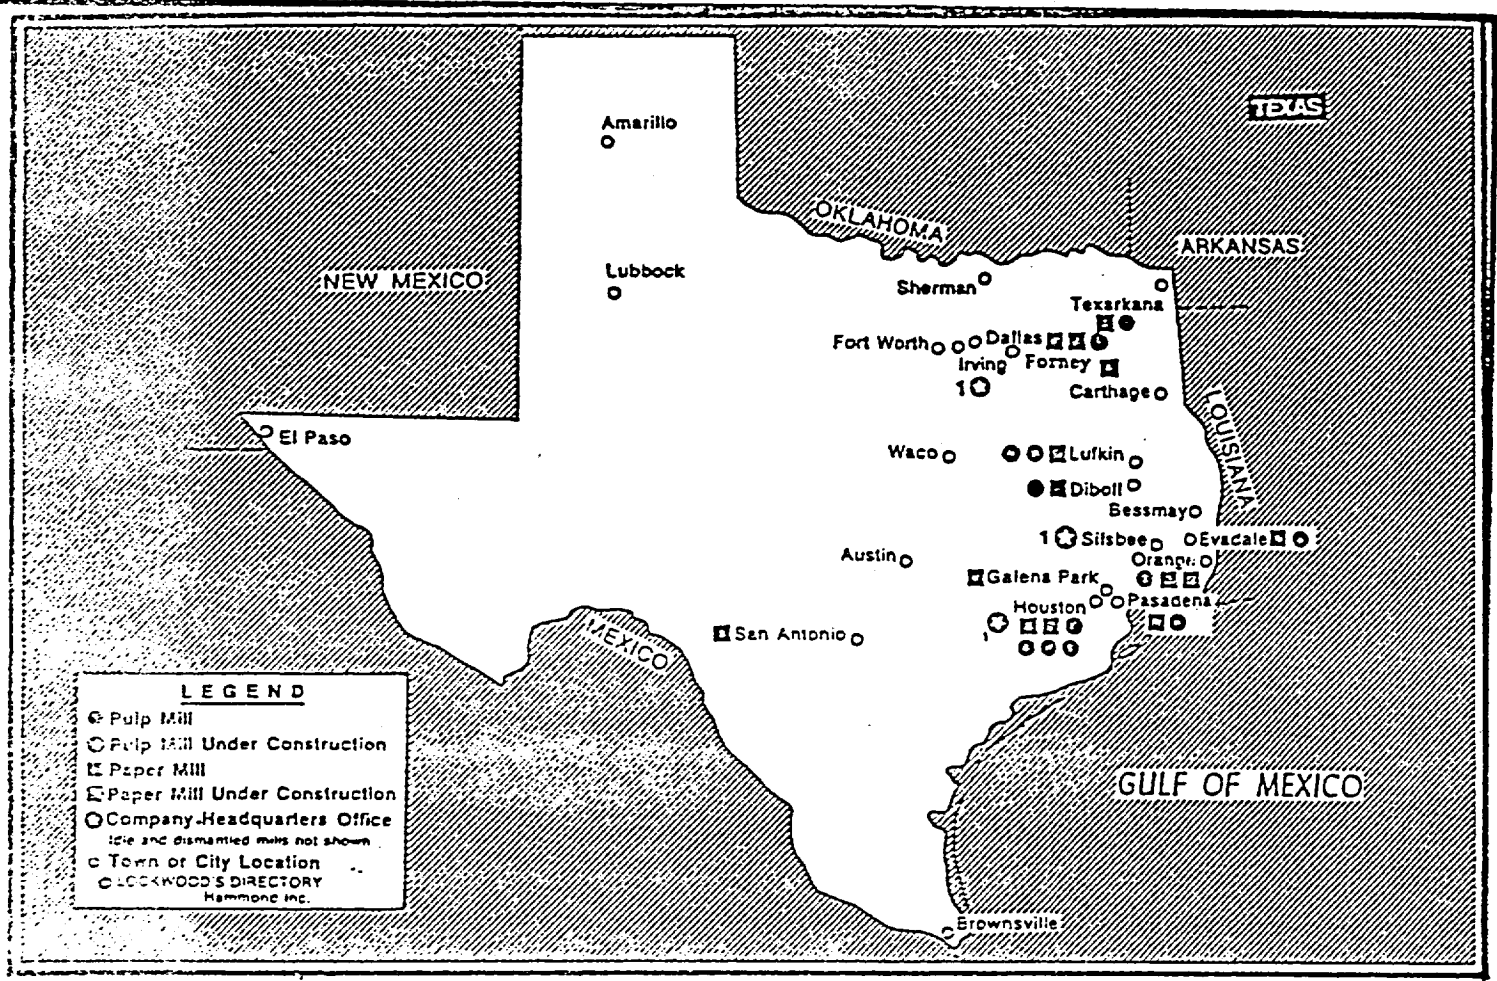 TEXAS
Amarillo
OKLAHOMA
ARKANSAS
NEW MEXICO
Lubbock
Sherman
Texarkana
Fort Worth
Dallas
Irving
Forney
1
Carthage
LOUISIANA
El Paso
Waco
Lufkin
Diboll
Bessmay
1
Silsbee
Evadale
Austin
Orange
Galena Park
Houston
Pasadena
1
San Antonio
MEXICO
LEGEND
Pulp Mill
Pulp Mill Under Construction
Paper Mill
Paper Mill Under Construction
Company-Headquarters Office
Idle and dismantled mills not shown
Town or City Location
LOCKWOOD'S DIRECTORY
Hammond Inc.
GULF OF MEXICO
Brownsville